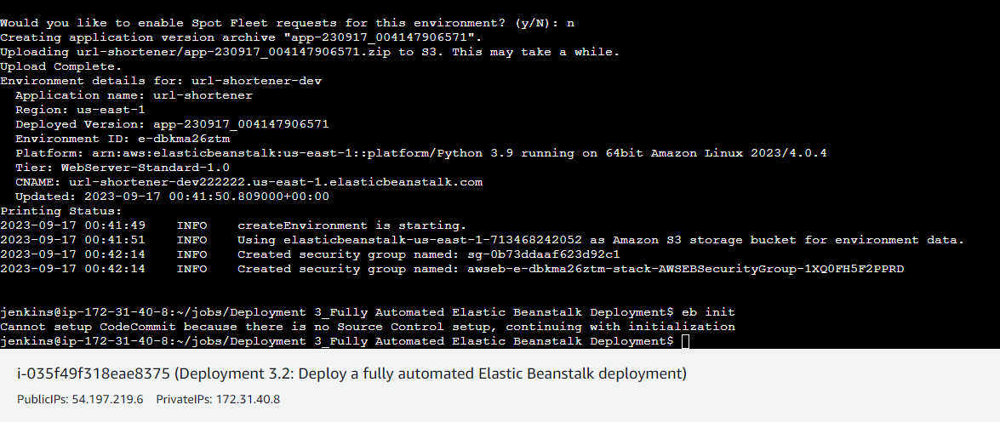 Would you like to enable Spot Fleet requests for this environment? (y/N): n
Creating application version archive "app-230917_004147906571".
Uploading url-shortener/app-230917_004147906571.zip to S3. This may take a while.
Upload Complete.
Environment details for: url-shortener-dev
  Application name: url-shortener
  Region: us-east-1
  Deployed Version: app-230917_004147906571
  Environment ID: e-dbkma26ztm
  Platform: arn:aws:elasticbeanstalk:us-east-1::platform/Python 3.9 running on 64bit Amazon Linux 2023/4.0.4
  Tier: WebServer-Standard-1.0
  CNAME: url-shortener-dev222222.us-east-1.elasticbeanstalk.com
  Updated: 2023-09-17 00:41:50.809000+00:00
Printing Status:
2023-09-17 00:41:49    INFO    createEnvironment is starting.
2023-09-17 00:41:51    INFO    Using elasticbeanstalk-us-east-1-713468242052 as Amazon S3 storage bucket for environment data.
2023-09-17 00:42:14    INFO    Created security group named: sg-0b73ddaaf623d92c1
2023-09-17 00:42:14    INFO    Created security group named: awseb-e-dbkma26ztm-stack-AWSEBSecurityGroup-1XQ0FH5F2PPRD
jenkins@ip-172-31-40-8:~/jobs/Deployment 3_Fully Automated Elastic Beanstalk Deployment$ eb init
Cannot setup CodeCommit because there is no Source Control setup, continuing with initialization
jenkins@ip-172-31-40-8:~/jobs/Deployment 3_Fully Automated Elastic Beanstalk Deployment$
i-035f49f318eae8375 (Deployment 3.2: Deploy a fully automated Elastic Beanstalk deployment)
PublicIPs: 54.197.219.6    PrivateIPs: 172.31.40.8